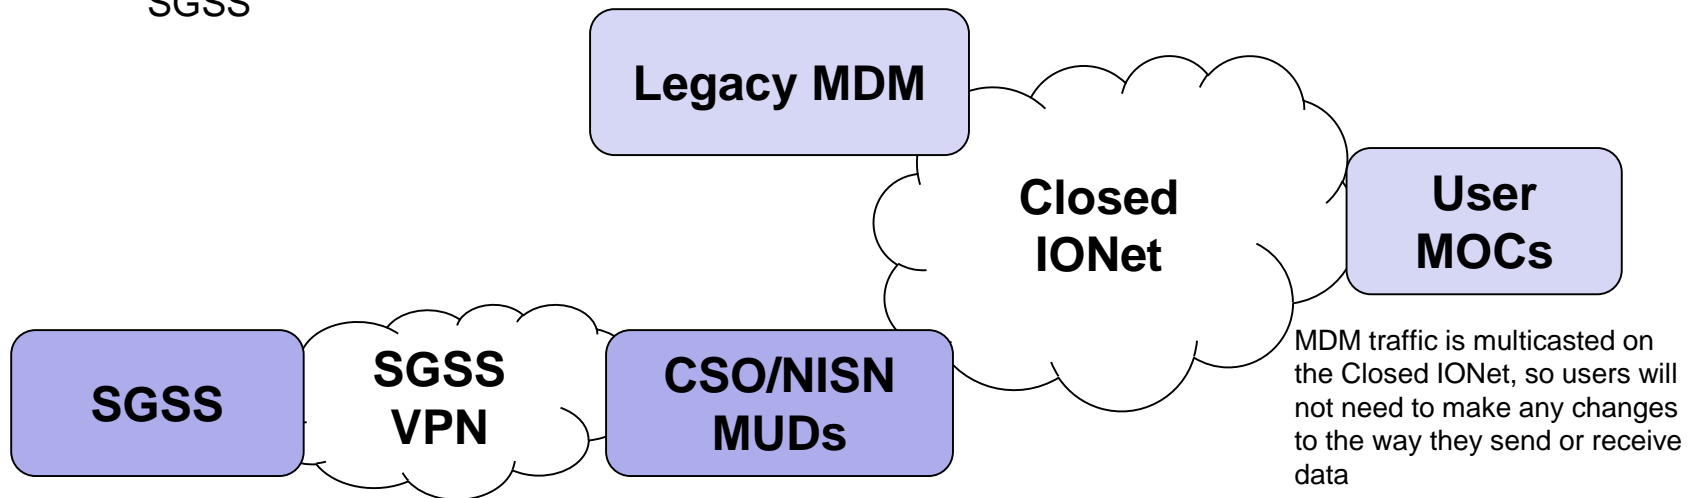 SGSS
Legacy MDM
Closed
IONet
User
MOCs
SGSS
SGSS
VPN
CSO/NISN
MUDs
MDM traffic is multicasted on
the Closed IONet, so users will
not need to make any changes
to the way they send or receive
data